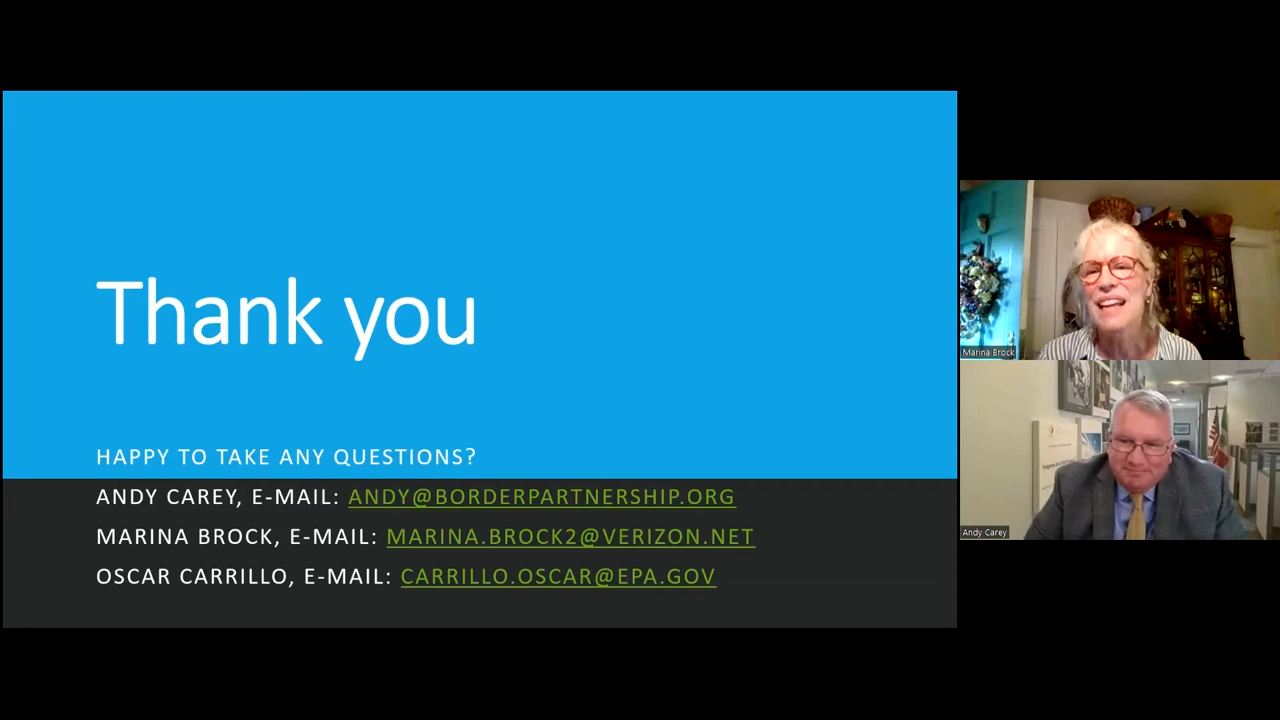 Thank you
HAPPY TO TAKE ANY QUESTIONS?
ANDY CAREY, E-MAIL: ANDY@BORDERPARTNERSHIP.ORG
MARINA BROCK, E-MAIL: MARINA.BROCK2@VERIZON.NET
OSCAR CARRILLO, E-MAIL: CARRILLO.OSCAR@EPA.GOV
Marina Brock
Andy Carey